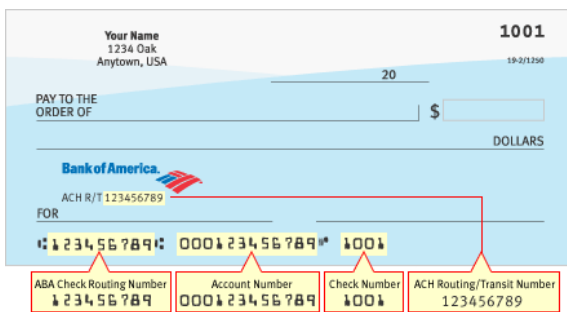 Your Name
1234 Oak
Anytown, USA
1001
19-2/1250
20
PAY TO THE
ORDER OF
$
DOLLARS
Bank of America.
ACH R/T 123456789
FOR
⑆123456789⑆ 000123456789⑈ 1001
ABA Check Routing Number
123456789
Account Number
000123456789
Check Number
1001
ACH Routing/Transit Number
123456789